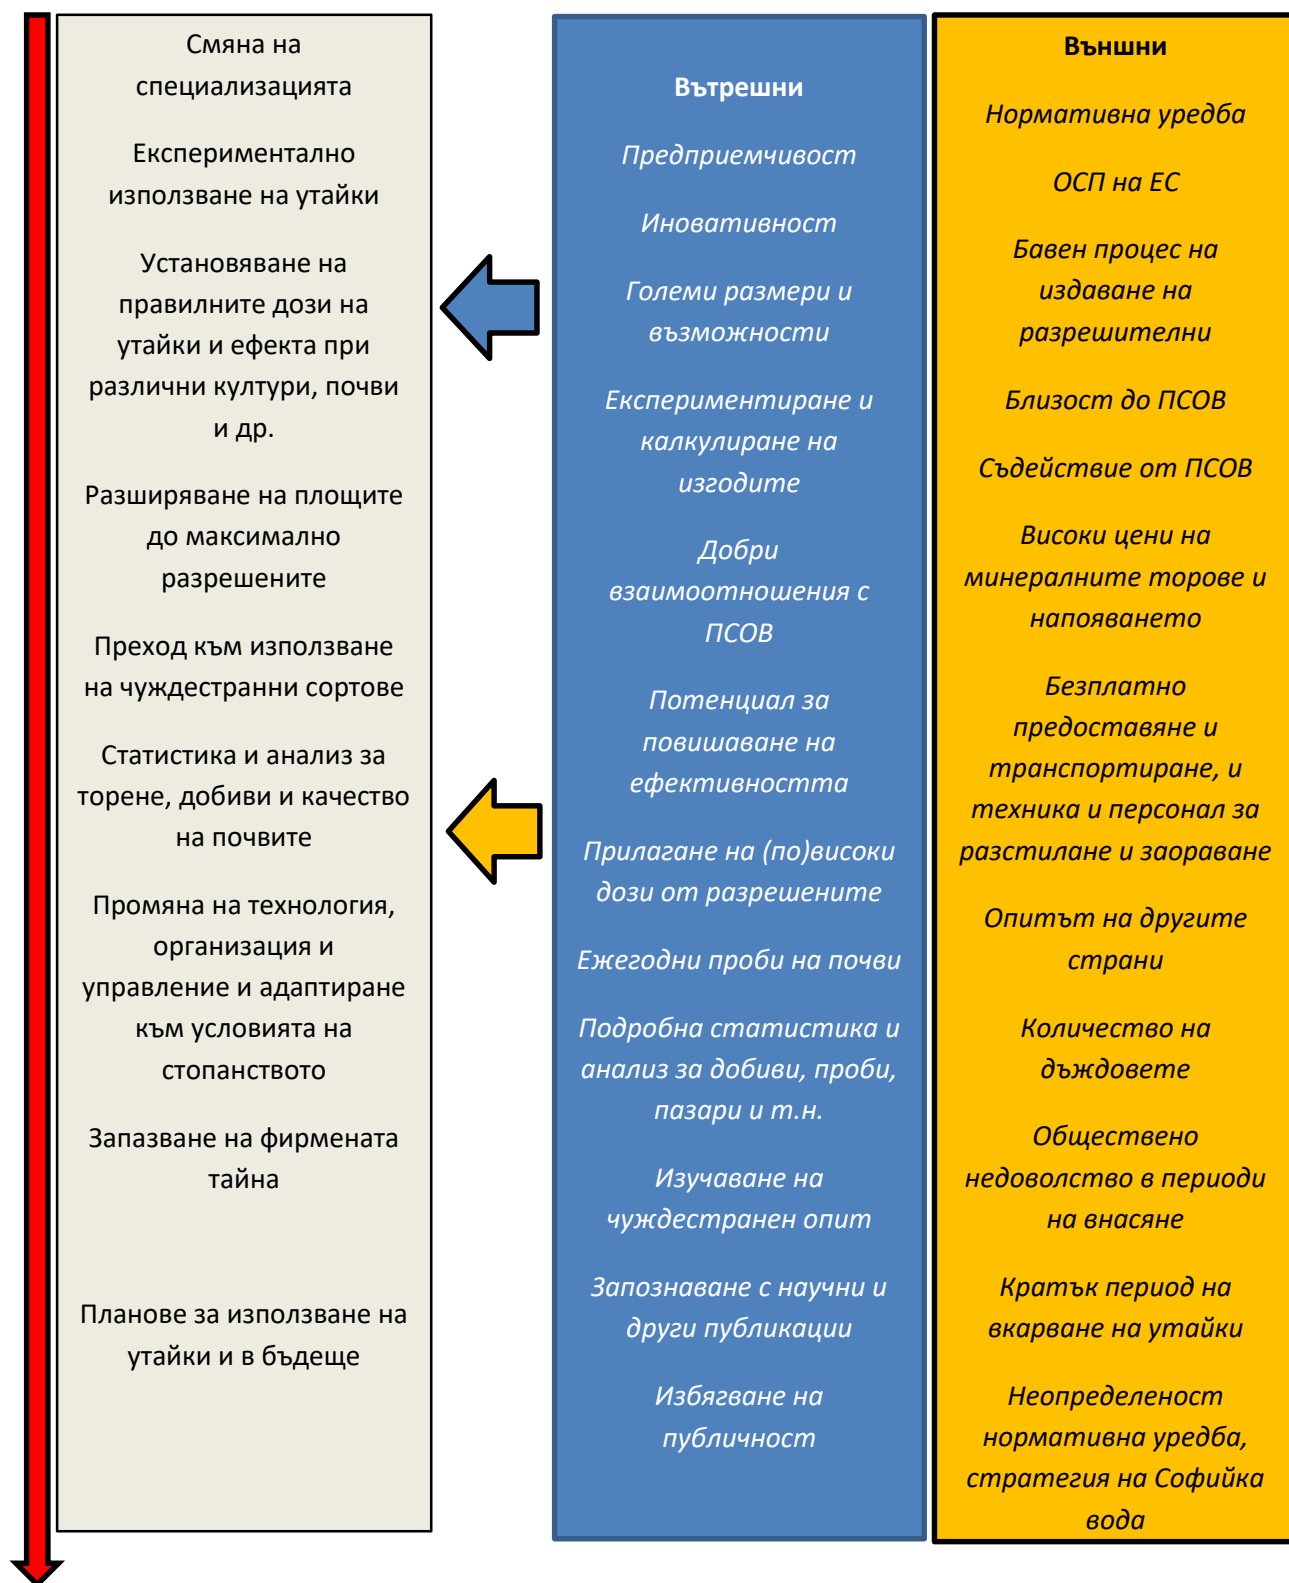 Смяна на
специализацията
Експериментално
използване на утайки
Установяване на
правилните дози на
утайки и ефекта при
различни култури, почви
и др.
Разширяване на площите
до максимално
разрешените
Преход към използване
на чуждестранни сортове
Статистика и анализ за
торене, добиви и качество
на почвите
Промяна на технология,
организация и
управление и адаптиране
към условията на
стопанството
Запазване на фирмената
тайна
Планове за използване на
утайки и в бъдеще
Вътрешни
Предприемчивост
Иновативност
Големи размери и
възможности
Експериментиране и
калкулиране на
изгодите
Добри
взаимоотношения с
ПСОВ
Потенциал за
повишаване на
ефективността
Прилагане на (по)високи
дози от разрешените
Ежегодни проби на почви
Подробна статистика и
анализ за добиви, проби,
пазари и т.н.
Изучаване на
чуждестранен опит
Запознаване с научни и
други публикации
Избягване на
публичност
Външни
Нормативна уредба
ОСП на ЕС
Бавен процес на
издаване на
разрешителни
Близост до ПСОВ
Съдействие от ПСОВ
Високи цени на
минералните торове и
напояването
Безплатно
предоставяне и
транспортиране, и
техника и персонал за
разстилане и заораване
Опитът на другите
страни
Количество на
дъждовете
Обществено
недоволство в периоди
на внасяне
Кратък период на
вкарване на утайки
Неопределеност
нормативна уредба,
стратегия на Софийка
вода